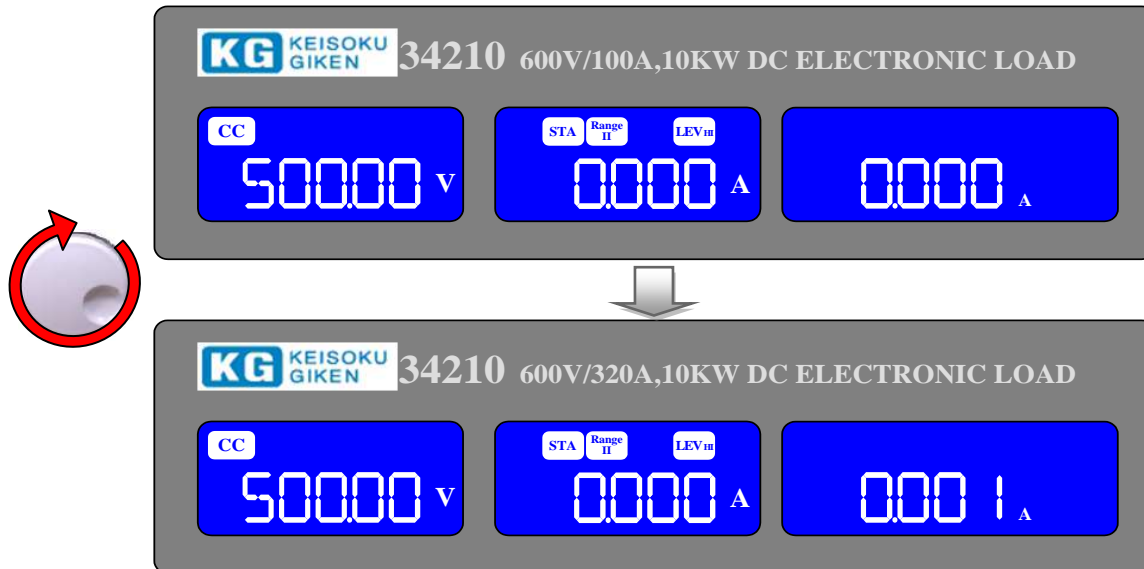 KG KEISOKU GIKEN 34210 600V/100A,10KW DC ELECTRONIC LOAD
CC STA Range II LEV HI
500.00 V 0.000 A 0.000 A
KG KEISOKU GIKEN 34210 600V/320A,10KW DC ELECTRONIC LOAD
CC STA Range II LEV HI
500.00 V 0.000 A 0.001 A